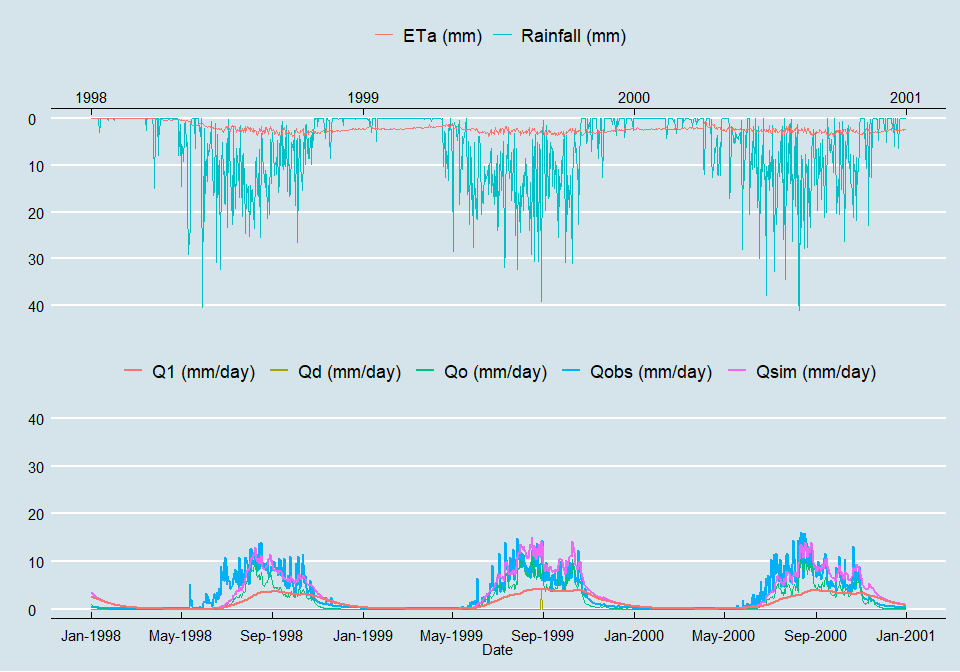 ETa (mm) Rainfall (mm)
1998 1999 2000 2001
0
10
20
30
40
Q1 (mm/day) Qd (mm/day) Qo (mm/day) Qobs (mm/day) Qsim (mm/day)
40
30
20
10
0
Jan-1998 May-1998 Sep-1998 Jan-1999 May-1999 Sep-1999 Jan-2000 May-2000 Sep-2000 Jan-2001
Date